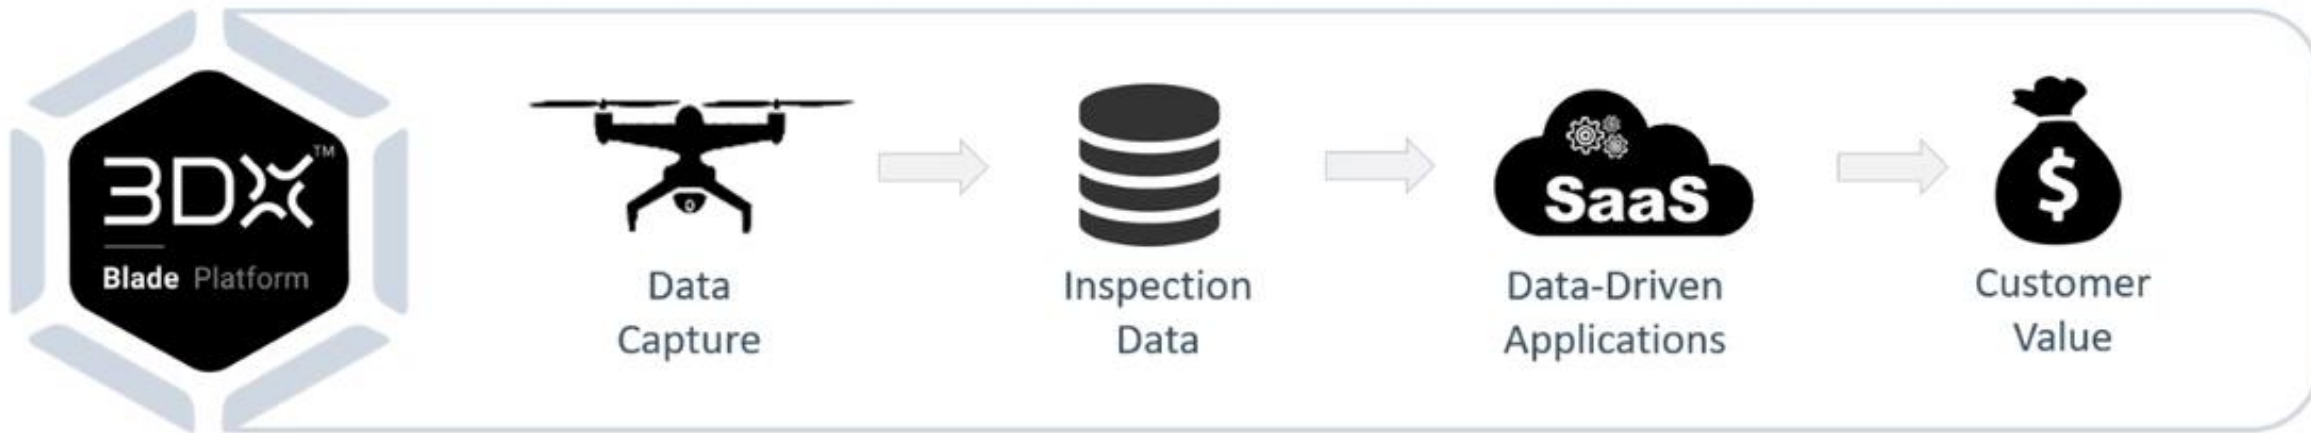 3DX™
Blade Platform
Data
Capture
Inspection
Data
SaaS
Data-Driven
Applications
$
Customer
Value